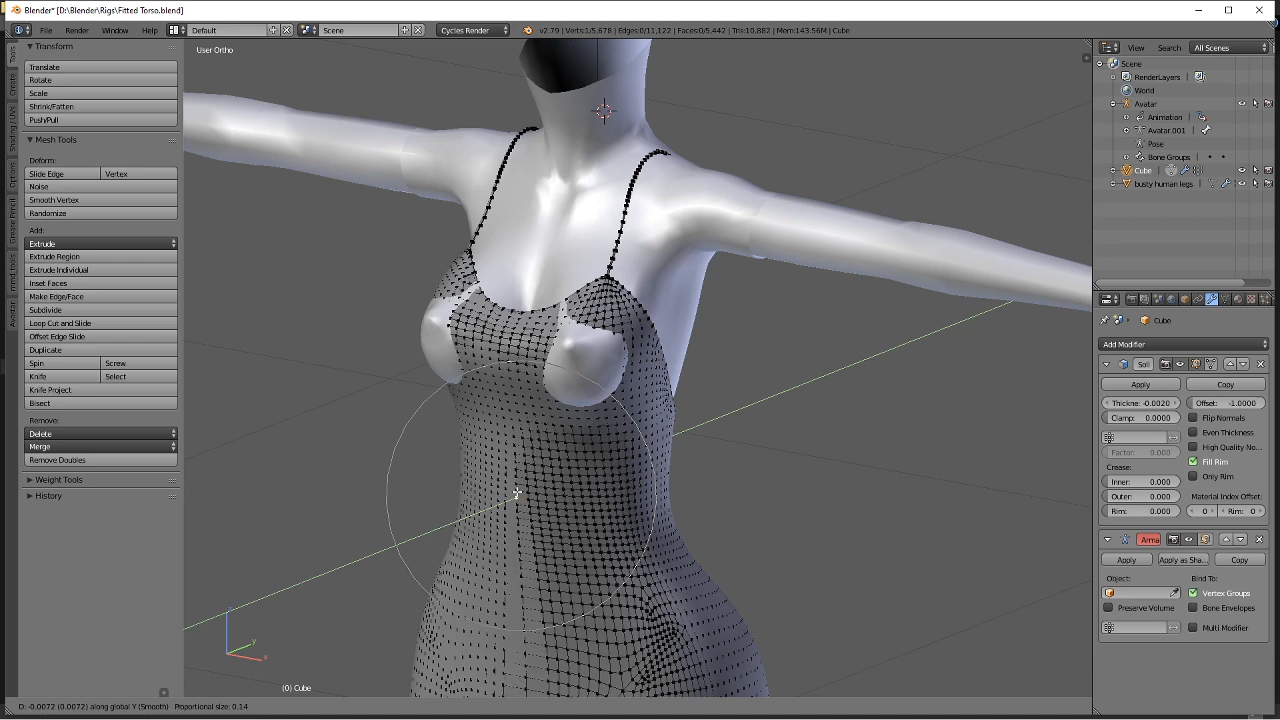 Blender* [D:\Blender\Rigs\Fitted Torso.blend]
File Render Window Help Default Scene Cycles Render v2.79 | Verts:1/5,678 | Edges:0/11,122 | Faces:0/5,442 | Tris:10,882 | Mem:143.56M | Cube
Tools
Create
Shading / UVs
Options
Grease Pencil
mmd_tools
Avastar
Transform
Translate
Rotate
Scale
Shrink/Fatten
Push/Pull
Mesh Tools
Deform:
Slide Edge Vertex
Noise
Smooth Vertex
Randomize
Add:
Extrude
Extrude Region
Extrude Individual
Inset Faces
Make Edge/Face
Subdivide
Loop Cut and Slide
Offset Edge Slide
Duplicate
Spin Screw
Knife Select
Knife Project
Bisect
Remove:
Delete
Merge
Remove Doubles
Weight Tools
History
User Ortho
z
y
x
(0) Cube
D: -0.0072 (0.0072) along global Y (Smooth) Proportional size: 0.14
View Search All Scenes
Scene
RenderLayers
World
Avatar
Animation
Avatar.001
Pose
Bone Groups
Cube
busty human legs
Cube
Add Modifier
Soli
Apply Copy
Thickne: -0.0020 Offset: -1.0000
Clamp: 0.0000 Flip Normals
Even Thickness
Factor: 0.000 High Quality No...
Crease: Fill Rim
Inner: 0.000 Only Rim
Outer: 0.000 Material Index Offset:
Rim: 0.000 0 Rim: 0
Arma
Apply Apply as Sha... Copy
Object: Bind To:
Vertex Groups
Preserve Volume Bone Envelopes
Multi Modifier